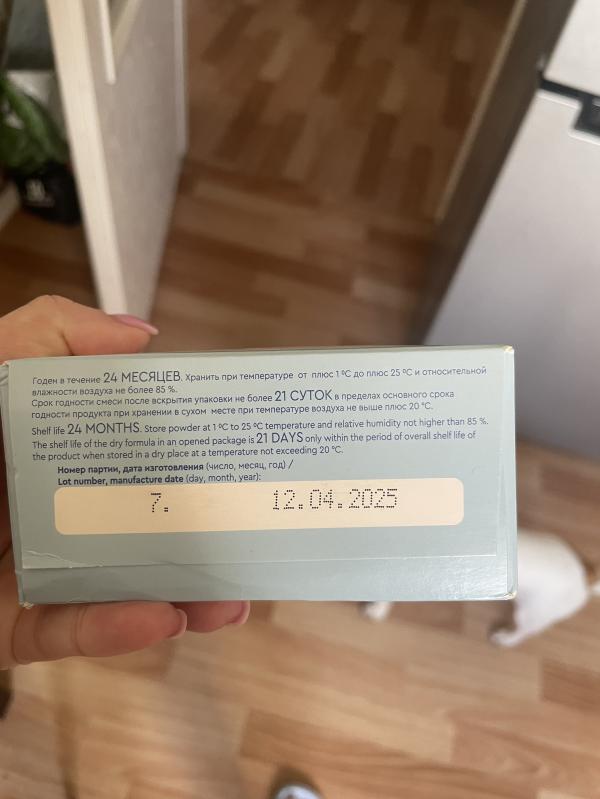 Годен в течение 24 МЕСЯЦЕВ. Хранить при температуре от плюс 1 ºC до плюс 25 ºC и относительной
влажности воздуха не более 85 %.
Срок годности смеси после вскрытия упаковки не более 21 СУТОК в пределах основного срока
годности продукта при хранении в сухом месте при температуре воздуха не выше плюс 20 ºC.
Shelf life 24 MONTHS. Store powder at 1 ºC to 25 ºC temperature and relative humidity not higher than 85 %.
The shelf life of the dry formula in an opened package is 21 DAYS only within the period of overall shelf life of
the product when stored in a dry place at a temperature not exceeding 20 ºC.
Номер партии, дата изготовления (число, месяц, год) /
Lot number, manufacture date (day, month, year):
7. 12.04.2025